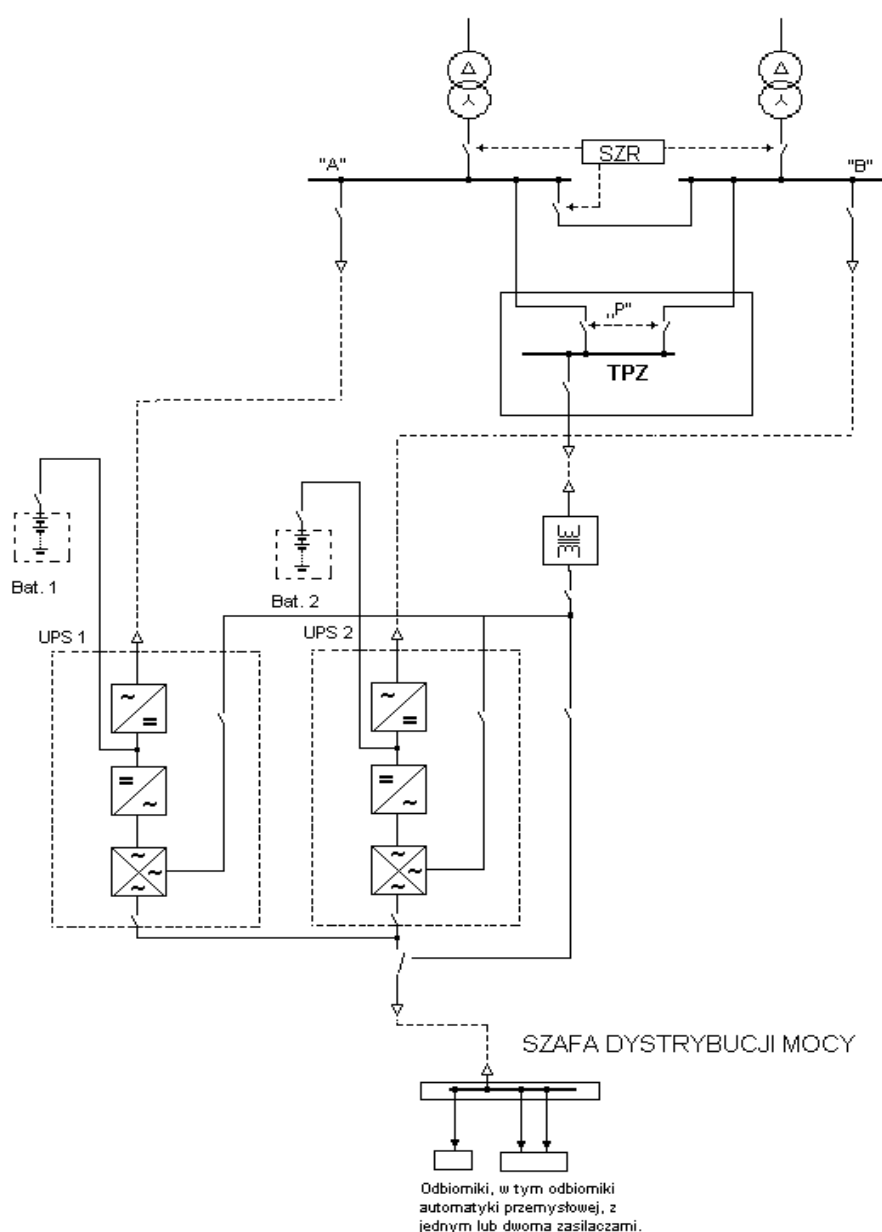 SZR
"A"
"B"
„P"
TPZ
Bat. 1
Bat. 2
UPS 1
UPS 2
SZAFA DYSTRYBUCJI MOCY
Odbiorniki, w tym odbiorniki
automatyki przemysłowej, z
jednym lub dwoma zasilaczami.